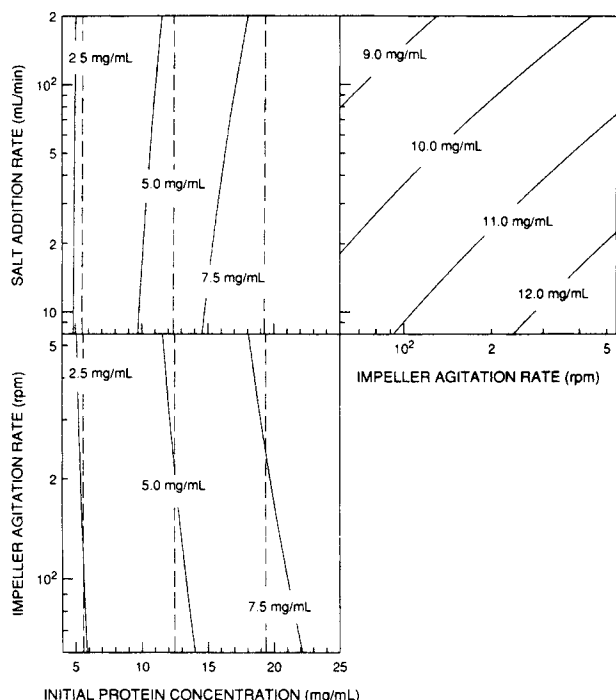 SALT ADDITION RATE (mL/min)
2
10²
5
2
10
2.5 mg/mL
5.0 mg/mL
7.5 mg/mL
9.0 mg/mL
10.0 mg/mL
11.0 mg/mL
12.0 mg/mL
10² 2 5
IMPELLER AGITATION RATE (rpm)
IMPELLER AGITATION RATE (rpm)
5
2
10²
2.5 mg/mL
5.0 mg/mL
7.5 mg/mL
5 10 15 20 25
INITIAL PROTEIN CONCENTRATION (mg/mL)